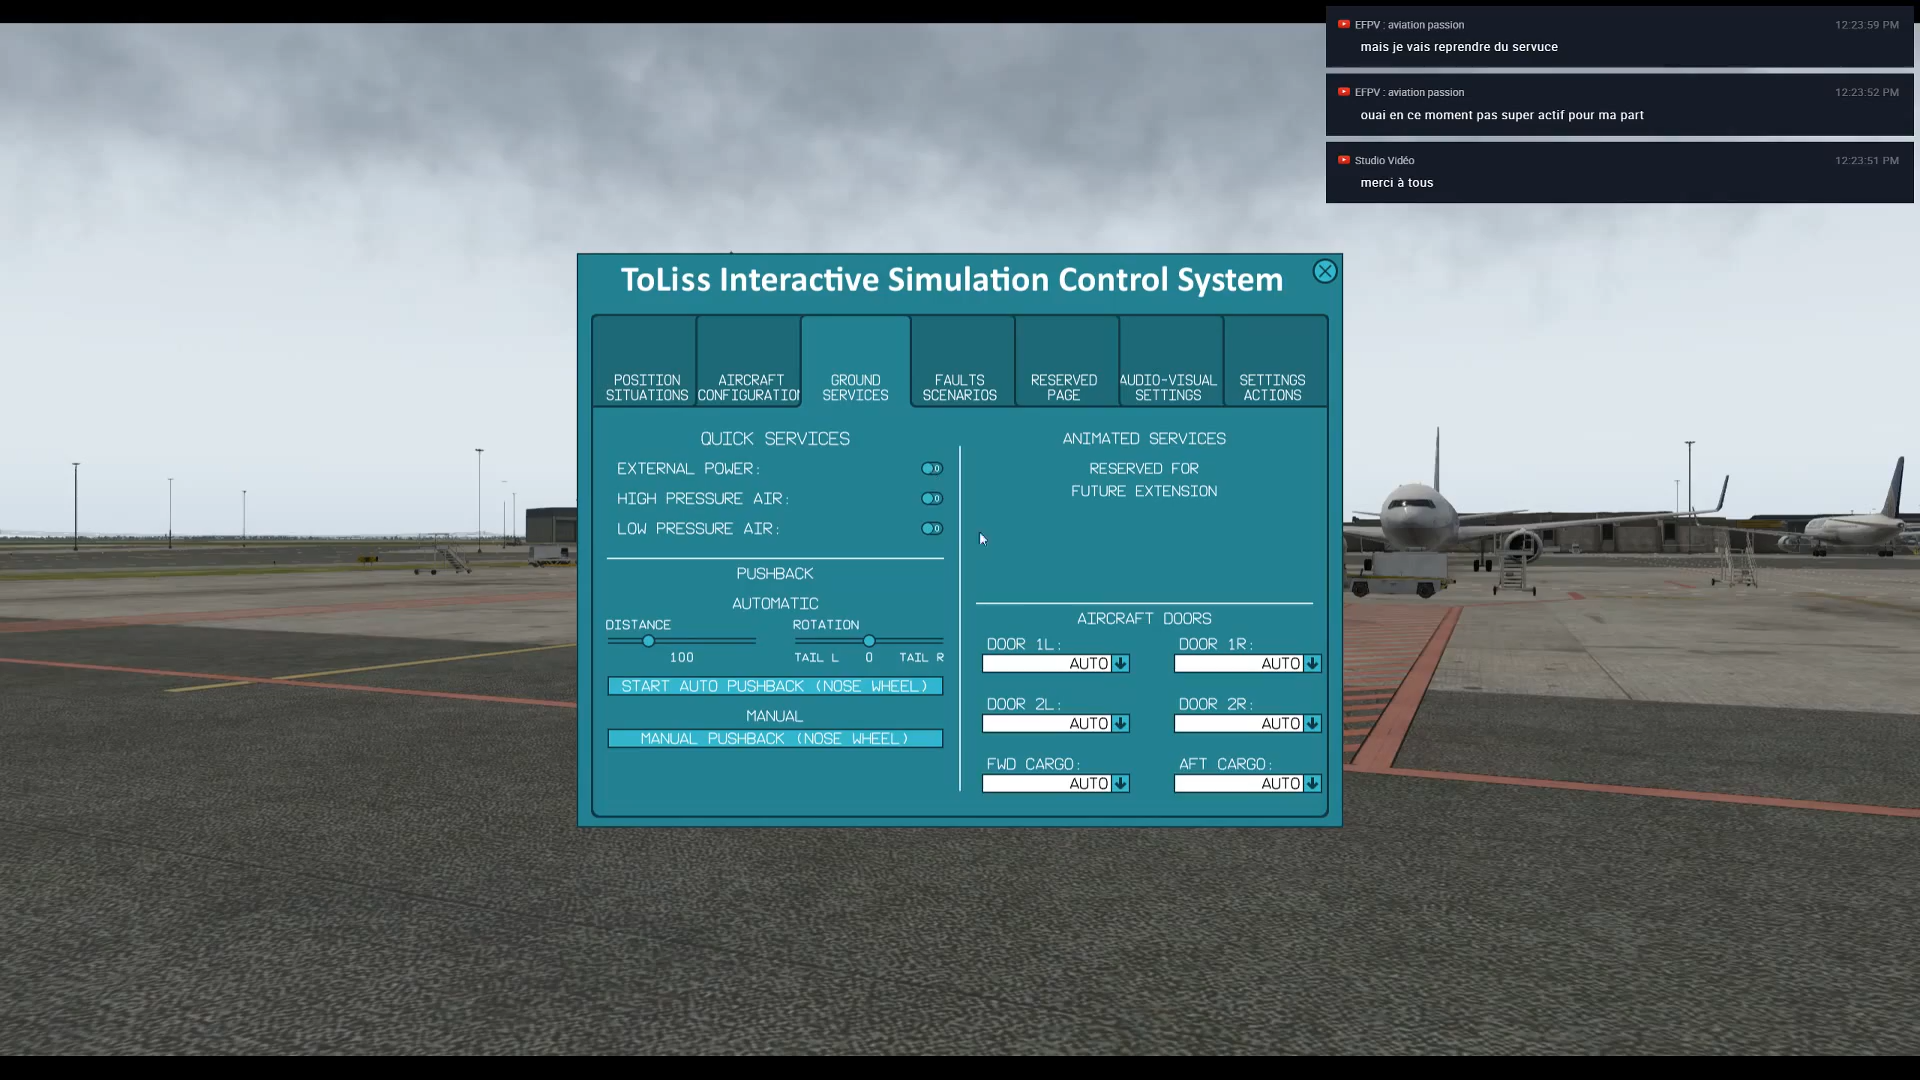 EFPV : aviation passion 12:23:59 PM
mais je vais reprendre du servuce
EFPV : aviation passion 12:23:52 PM
ouai en ce moment pas super actif pour ma part
Studio Vidéo 12:23:51 PM
merci à tous
ToLiss Interactive Simulation Control System
POSITION SITUATIONS
AIRCRAFT CONFIGURATION
GROUND SERVICES
FAULTS SCENARIOS
RESERVED PAGE
AUDIO-VISUAL SETTINGS
SETTINGS ACTIONS
QUICK SERVICES
EXTERNAL POWER: 0
HIGH PRESSURE AIR: 0
LOW PRESSURE AIR: 0
PUSHBACK
AUTOMATIC
DISTANCE
100
ROTATION
TAIL L 0 TAIL R
START AUTO PUSHBACK (NOSE WHEEL)
MANUAL
MANUAL PUSHBACK (NOSE WHEEL)
ANIMATED SERVICES
RESERVED FOR
FUTURE EXTENSION
AIRCRAFT DOORS
DOOR 1L: DOOR 1R:
AUTO AUTO
DOOR 2L: DOOR 2R:
AUTO AUTO
FWD CARGO: AFT CARGO:
AUTO AUTO